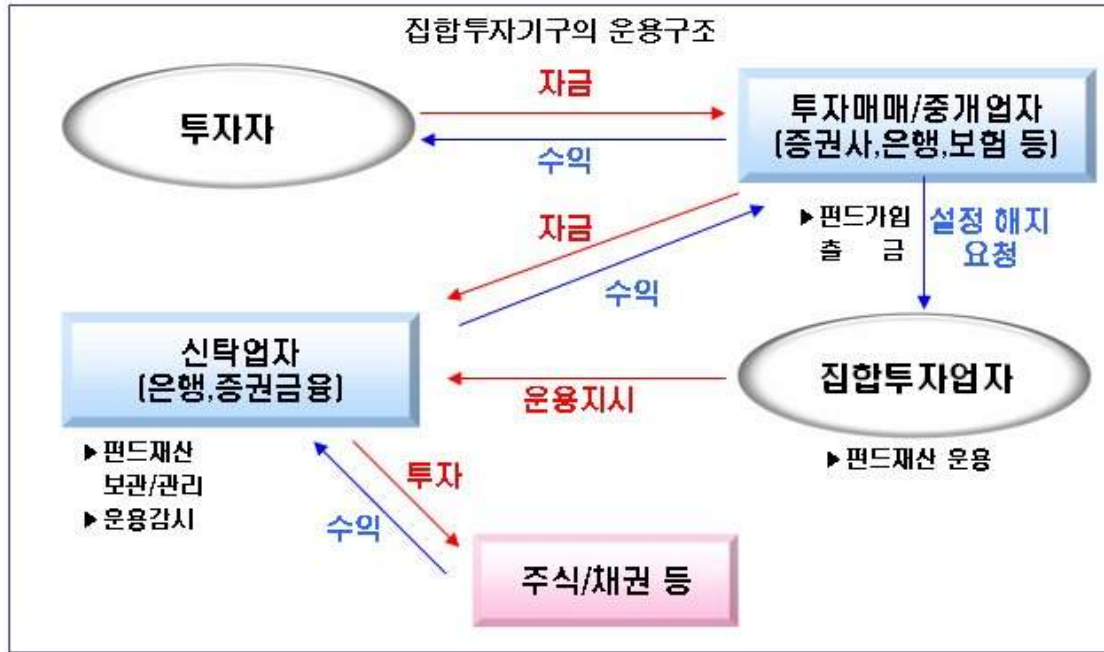 집합투자기구의 운용구조
투자자
자금
수익
투자매매/중개업자
(증권사,은행,보험 등)
자금
수익
▶펀드가입
출 금
설정 해지
요청
신탁업자
(은행,증권금융)
운용지시
집합투자업자
▶펀드재산
보관/관리
▶운용감시
투자
수익
▶펀드재산 운용
주식/채권 등